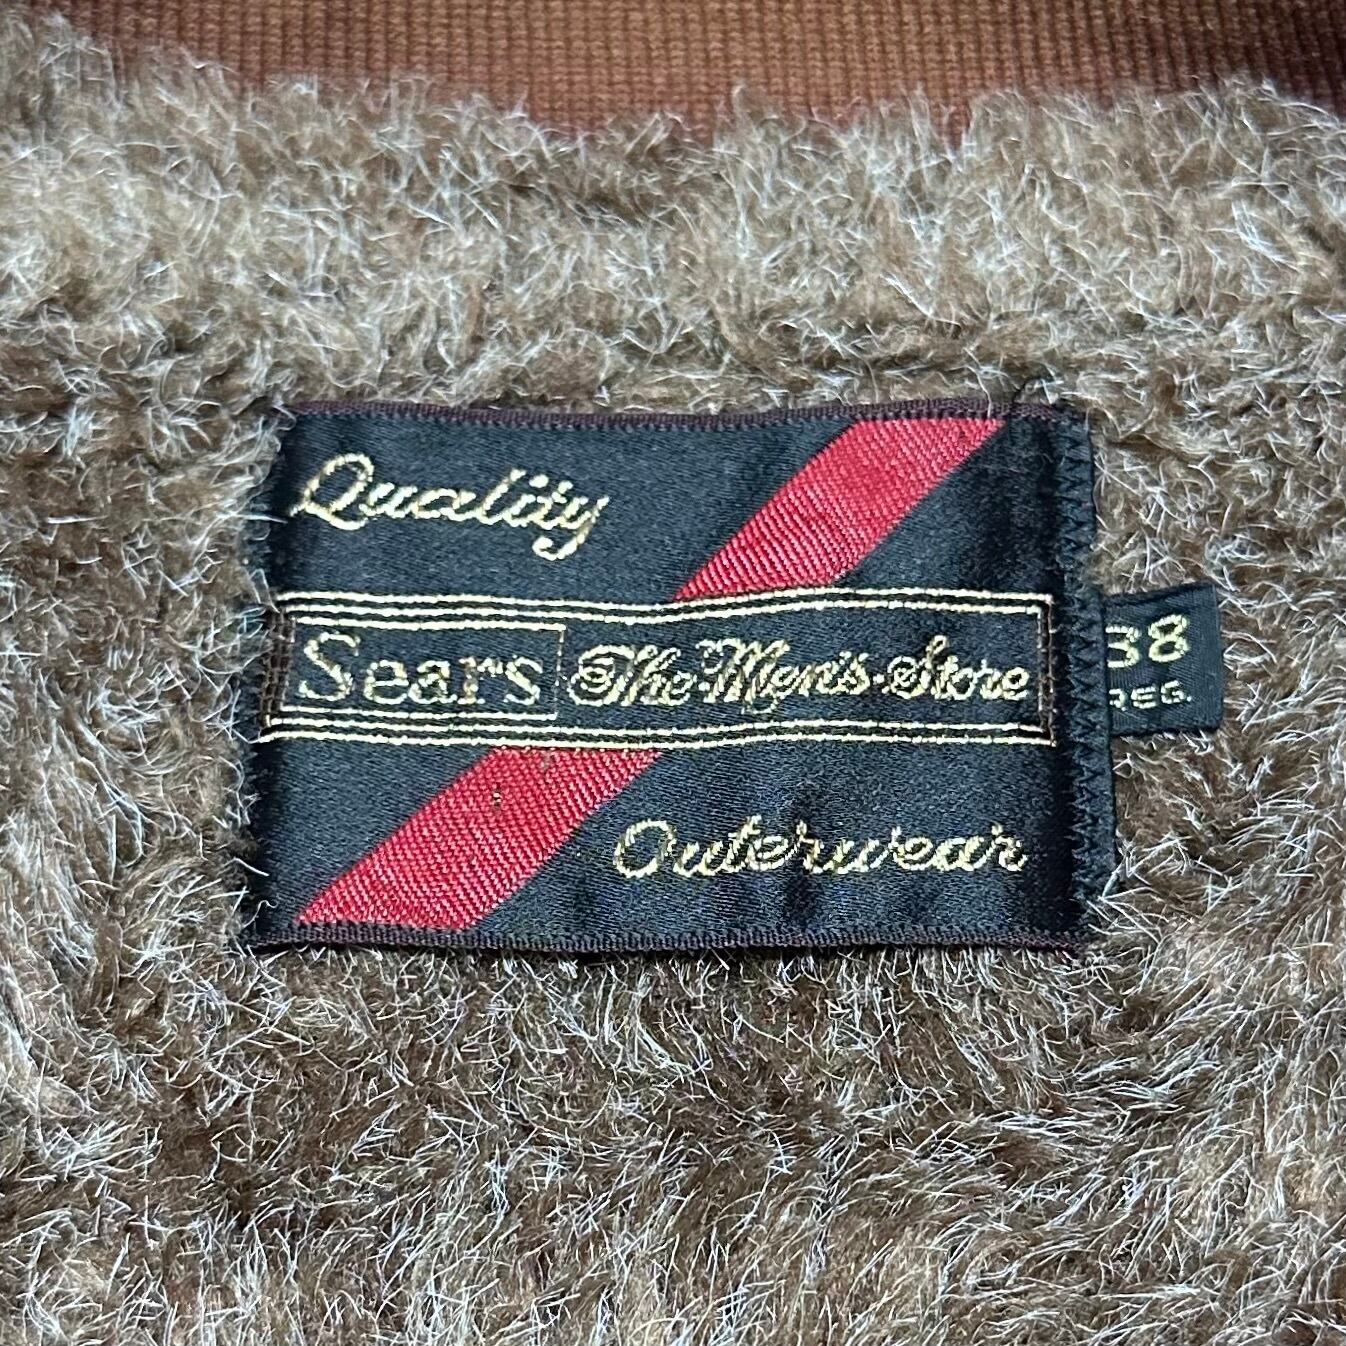 Quality
Sears The Men's Store
Outerwear
38
REG.